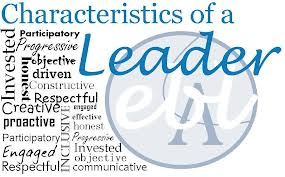 Characteristics of a
Leader
Invested
Participatory
Progressive
honest
objective
driven
Constructive
Respectful
Creative
engaged
effective
proactive
honest
Participatory
INCLUSIVE
Progressive
Engaged
Invested
objective
Respectful
communicative